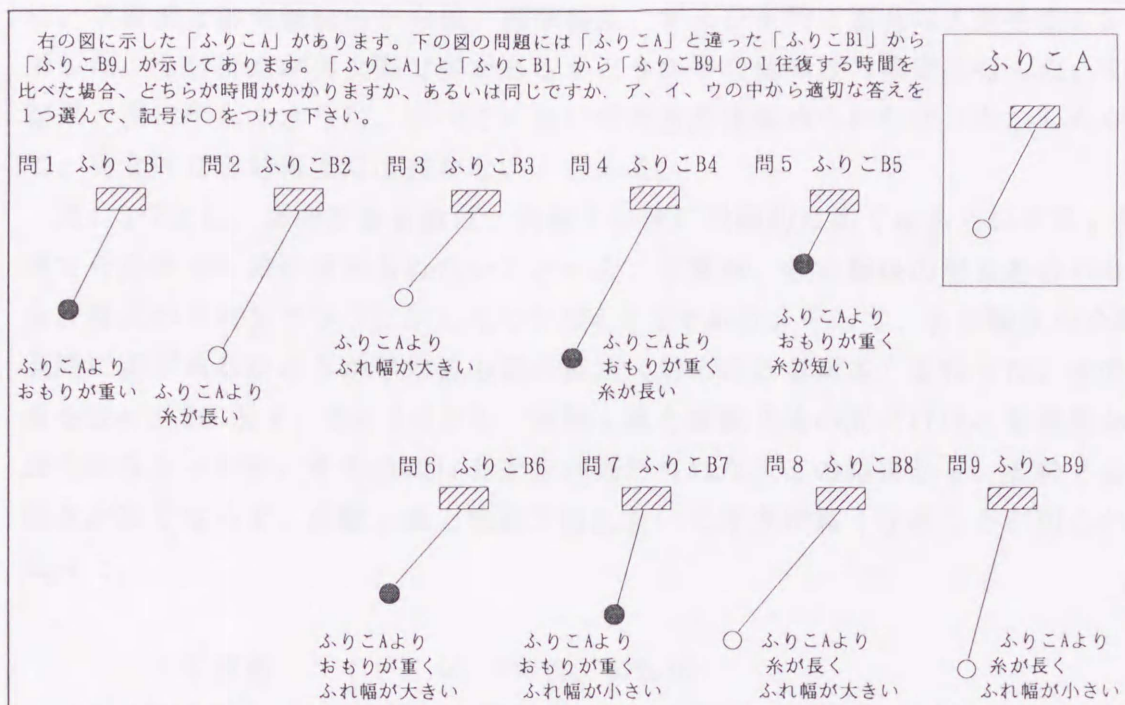 右の図に示した「ふりこA」があります。下の図の問題には「ふりこA」と違った「ふりこB1」から
「ふりこB9」が示してあります。「ふりこA」と「ふりこB1」から「ふりこB9」の1往復する時間を
比べた場合、どちらが時間がかかりますか、あるいは同じですか、ア、イ、ウの中から適切な答えを
1つ選んで、記号に○をつけて下さい。
ふりこ A
問1 ふりこB1
ふりこAより
おもりが重い
問2 ふりこB2
ふりこAより
糸が長い
問3 ふりこB3
ふりこAより
ふれ幅が大きい
問4 ふりこB4
ふりこAより
おもりが重く
糸が長い
問5 ふりこB5
ふりこAより
おもりが重く
糸が短い
問6 ふりこB6
ふりこAより
おもりが重く
ふれ幅が大きい
問7 ふりこB7
ふりこAより
おもりが重く
ふれ幅が小さい
問8 ふりこB8
ふりこAより
糸が長く
ふれ幅が大きい
問9 ふりこB9
ふりこAより
糸が長く
ふれ幅が小さい